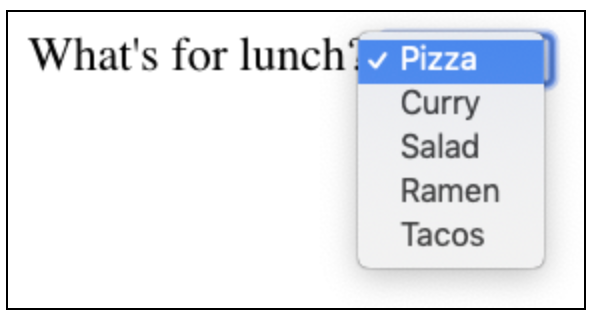 What's for lunch? ✓ Pizza
Curry
Salad
Ramen
Tacos